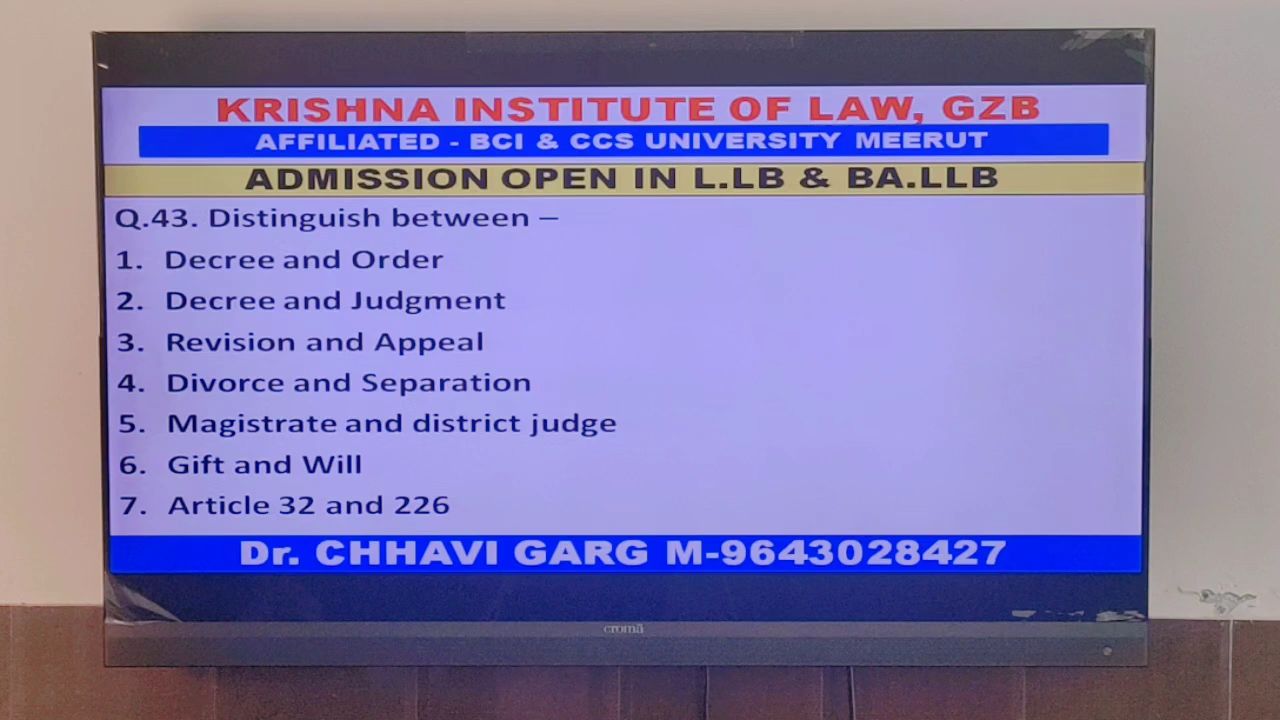 KRISHNA INSTITUTE OF LAW, GZB
AFFILIATED - BCI & CCS UNIVERSITY MEERUT
ADMISSION OPEN IN L.LB & BA.LLB
Q.43. Distinguish between –
1. Decree and Order
2. Decree and Judgment
3. Revision and Appeal
4. Divorce and Separation
5. Magistrate and district judge
6. Gift and Will
7. Article 32 and 226
Dr. CHHAVI GARG M-9643028427
cromā